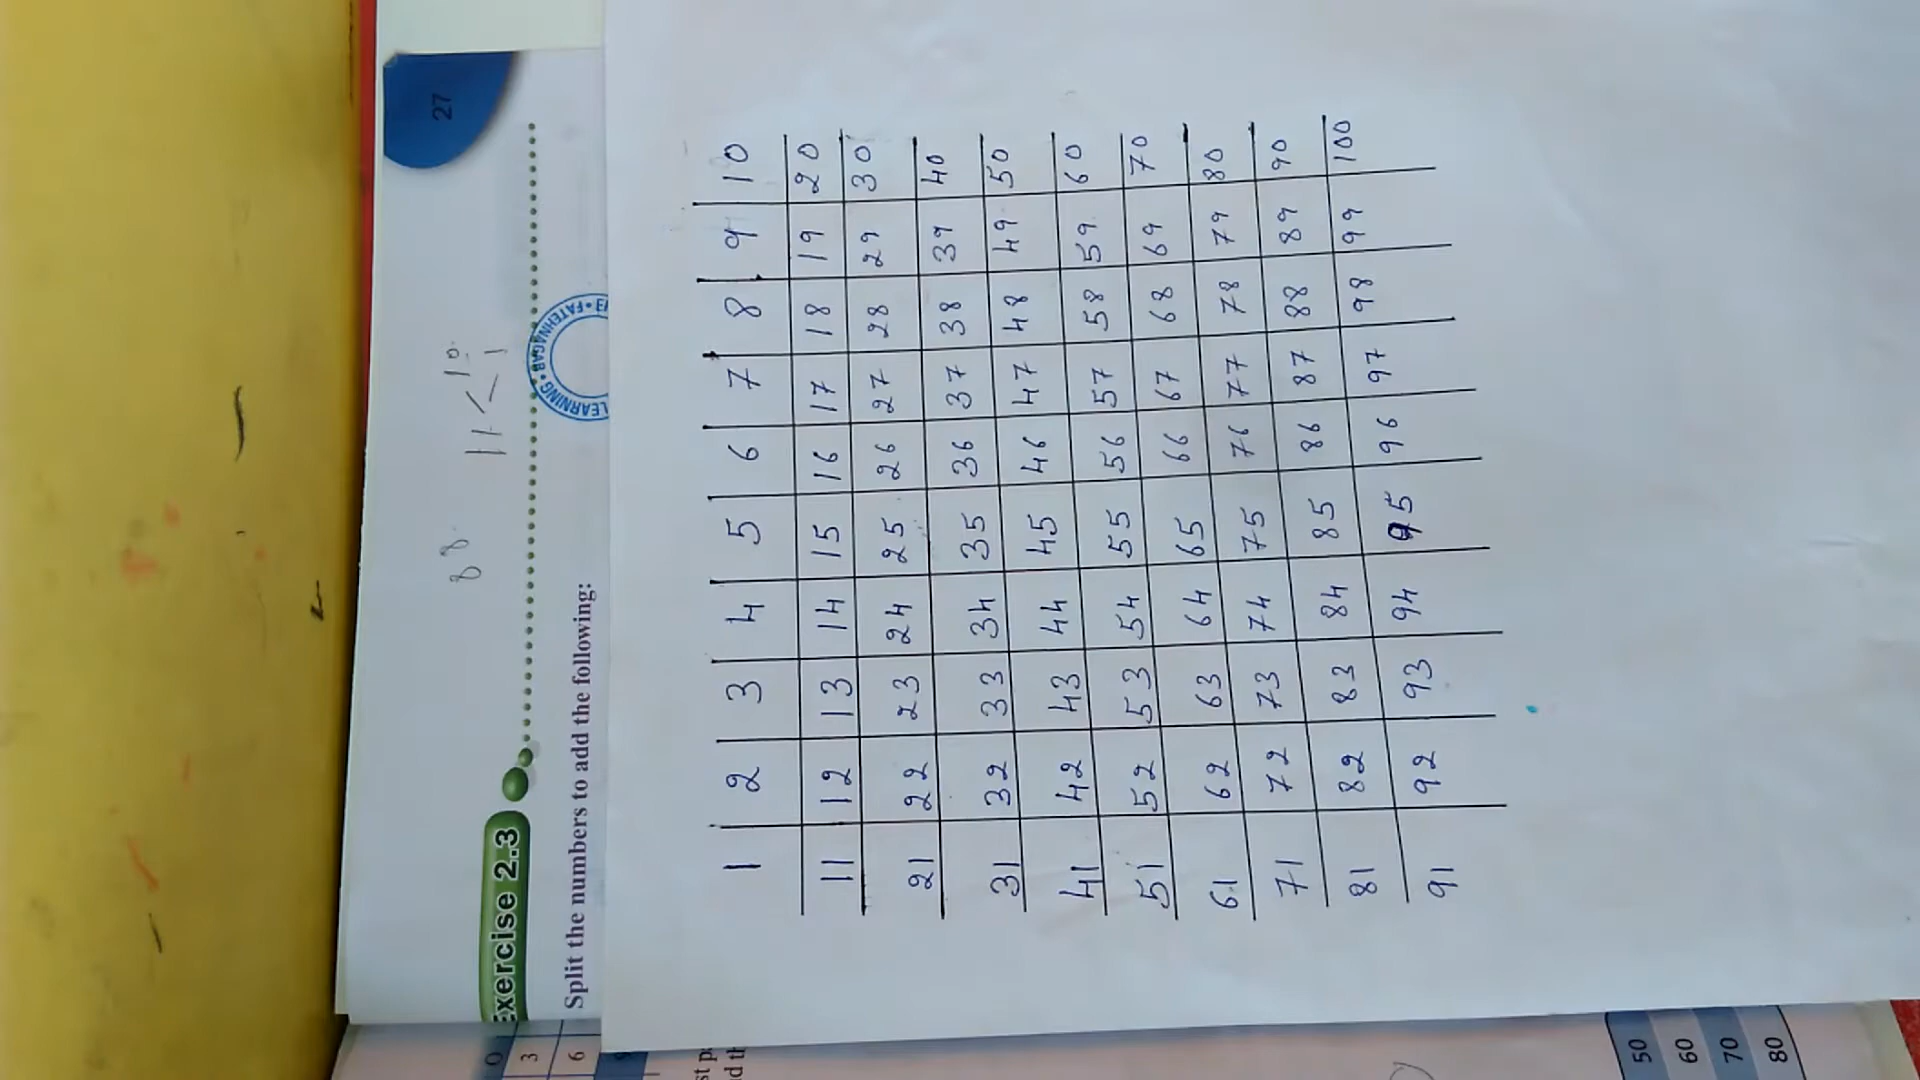 27
88
11 < 10
1
LEARNING • FATEHNAGAR •
Exercise 2.3
Split the numbers to add the following:
1 2 3 4 5 6 7 8 9 10
11 12 13 14 15 16 17 18 19 20
21 22 23 24 25 26 27 28 29 30
31 32 33 34 35 36 37 38 39 40
41 42 43 44 45 46 47 48 49 50
51 52 53 54 55 56 57 58 59 60
61 62 63 64 65 66 67 68 69 70
71 72 73 74 75 76 77 78 79 80
81 82 83 84 85 86 87 88 89 90
91 92 93 94 95 96 97 98 99 100
O
3
6
50
60
70
80